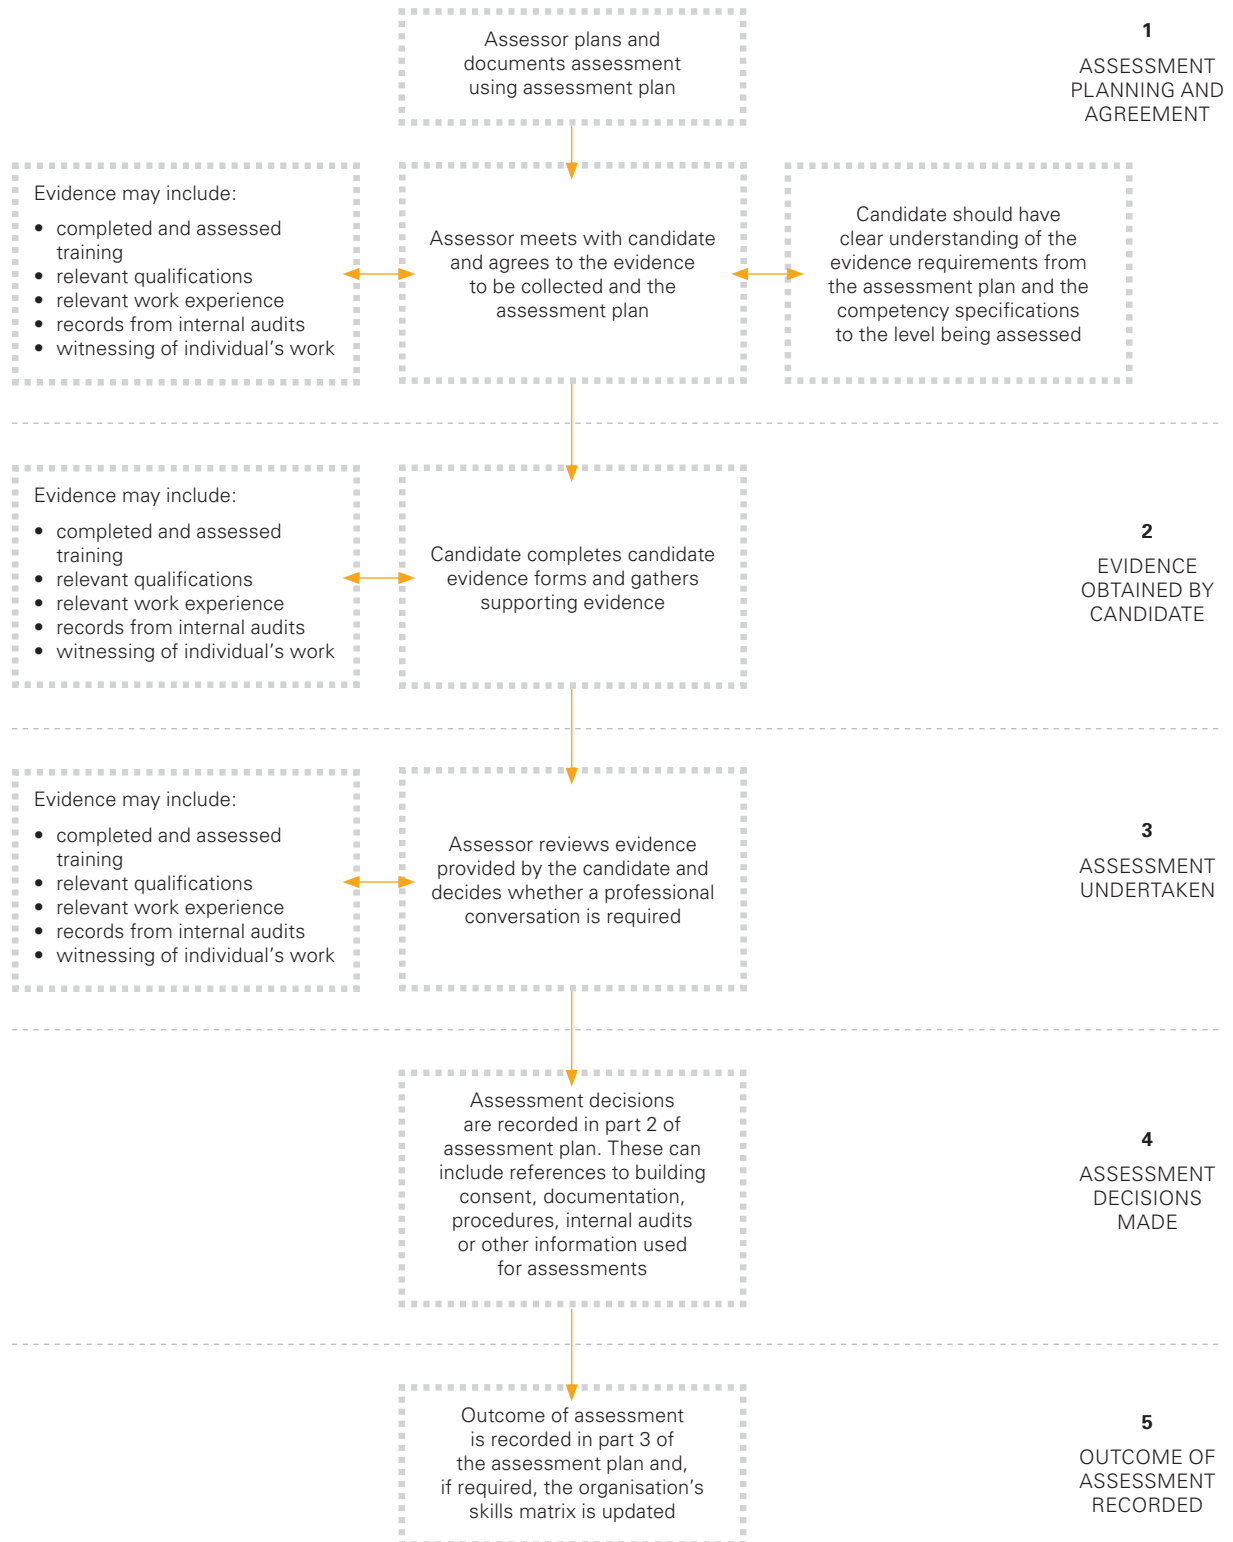 Assessor plans and
documents assessment
using assessment plan
1
ASSESSMENT
PLANNING AND
AGREEMENT
Evidence may include:
• completed and assessed
training
• relevant qualifications
• relevant work experience
• records from internal audits
• witnessing of individual’s work
Assessor meets with candidate
and agrees to the evidence
to be collected and the
assessment plan
Candidate should have
clear understanding of the
evidence requirements from
the assessment plan and the
competency specifications
to the level being assessed
Evidence may include:
• completed and assessed
training
• relevant qualifications
• relevant work experience
• records from internal audits
• witnessing of individual’s work
Candidate completes candidate
evidence forms and gathers
supporting evidence
2
EVIDENCE
OBTAINED BY
CANDIDATE
Evidence may include:
• completed and assessed
training
• relevant qualifications
• relevant work experience
• records from internal audits
• witnessing of individual’s work
Assessor reviews evidence
provided by the candidate and
decides whether a professional
conversation is required
3
ASSESSMENT
UNDERTAKEN
Assessment decisions
are recorded in part 2 of
assessment plan. These can
include references to building
consent, documentation,
procedures, internal audits
or other information used
for assessments
4
ASSESSMENT
DECISIONS
MADE
Outcome of assessment
is recorded in part 3 of
the assessment plan and,
if required, the organisation’s
skills matrix is updated
5
OUTCOME OF
ASSESSMENT
RECORDED